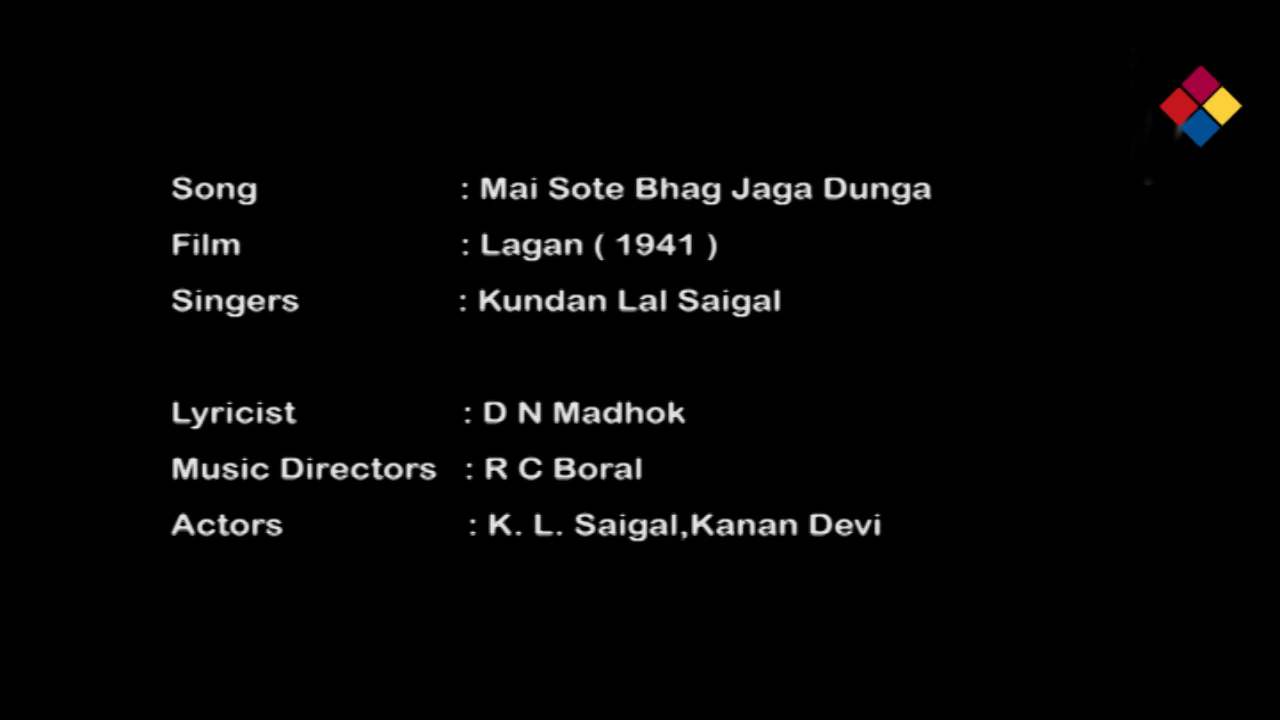 Song : Mai Sote Bhag Jaga Dunga
Film : Lagan ( 1941 )
Singers : Kundan Lal Saigal
Lyricist : D N Madhok
Music Directors : R C Boral
Actors : K. L. Saigal,Kanan Devi